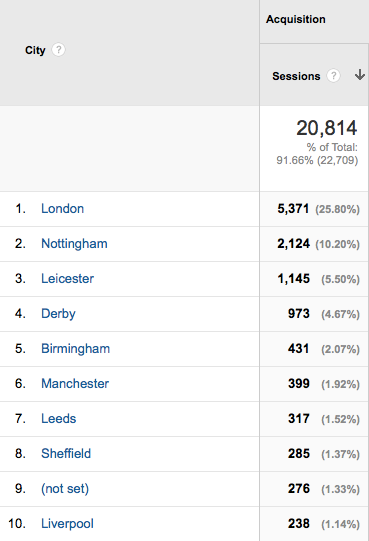 Acquisition
City ?
Sessions ?
20,814
% of Total:
91.66% (22,709)
1. London 5,371 (25.80%)
2. Nottingham 2,124 (10.20%)
3. Leicester 1,145 (5.50%)
4. Derby 973 (4.67%)
5. Birmingham 431 (2.07%)
6. Manchester 399 (1.92%)
7. Leeds 317 (1.52%)
8. Sheffield 285 (1.37%)
9. (not set) 276 (1.33%)
10. Liverpool 238 (1.14%)